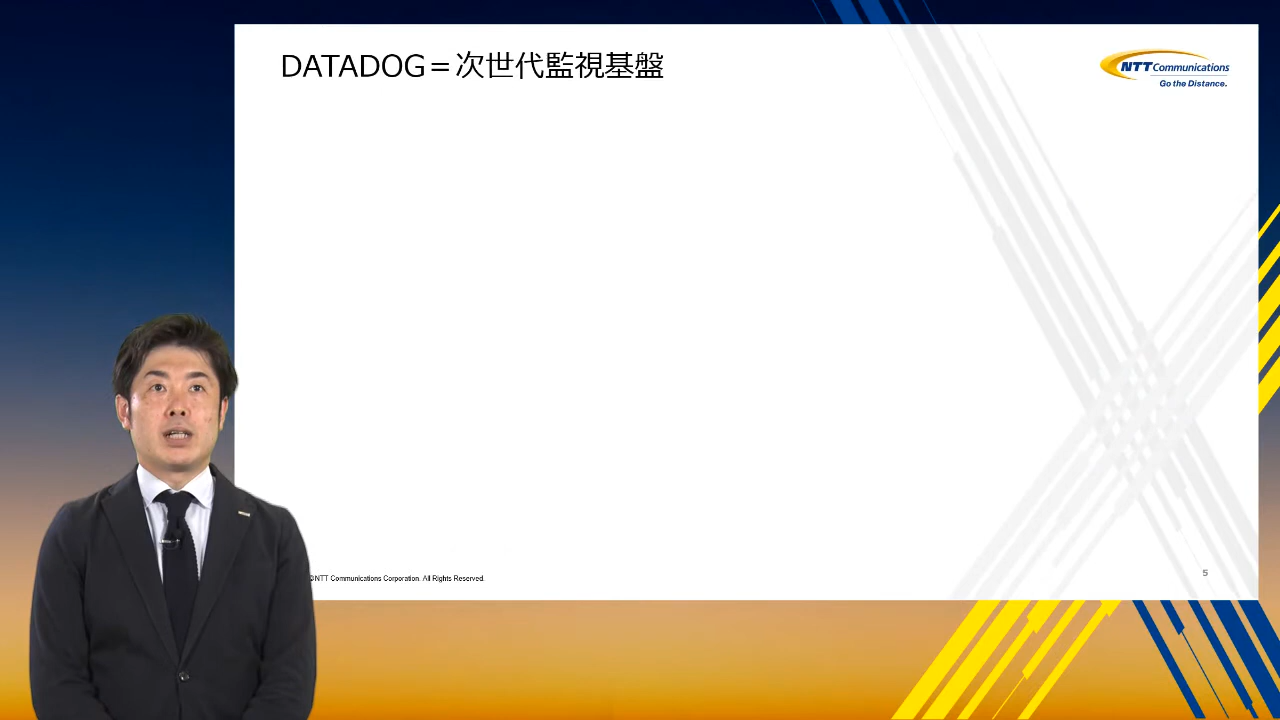 DATADOG＝次世代監視基盤
NTT Communications
Go the Distance.
©NTT Communications Corporation. All Rights Reserved.
5